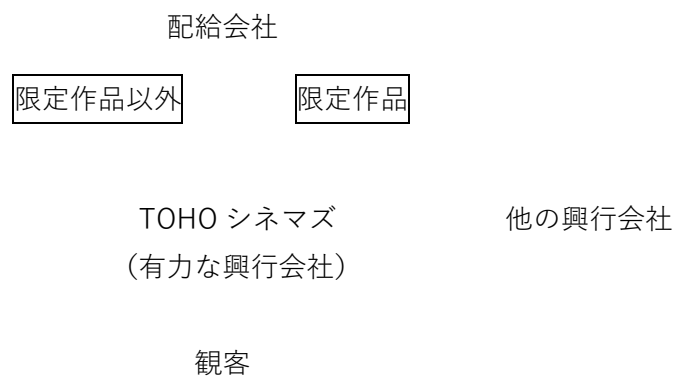 配給会社
限定作品以外 限定作品
TOHO シネマズ 他の興行会社
（有力な興行会社）
観客